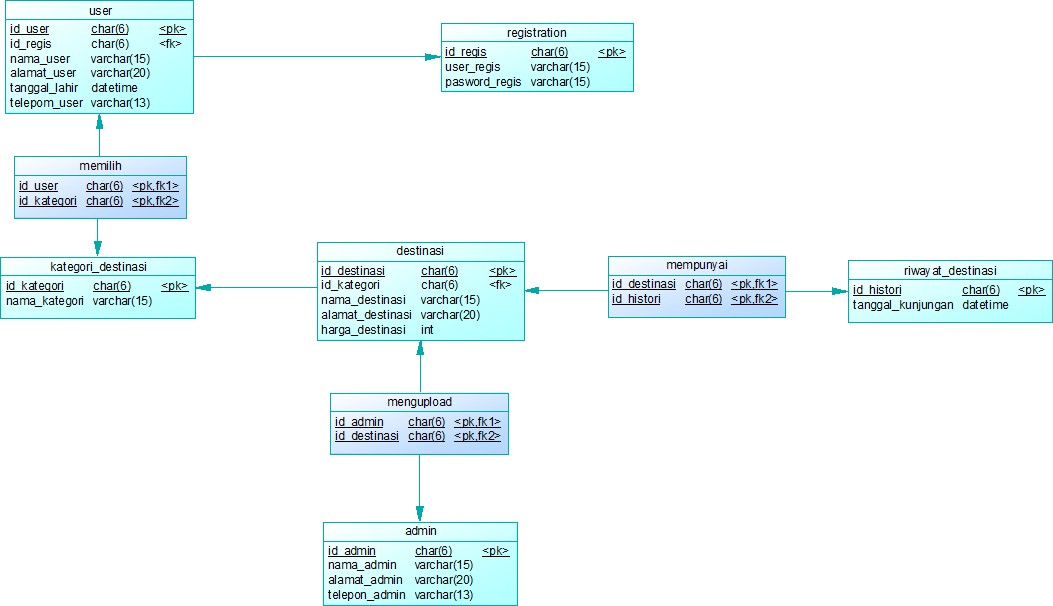 user
id_user char(6) <pk>
id_regis char(6) <fk>
nama_user varchar(15)
alamat_user varchar(20)
tanggal_lahir datetime
telepom_user varchar(13)
registration
id_regis char(6) <pk>
user_regis varchar(15)
pasword_regis varchar(15)
memilih
id_user char(6) <pk,fk1>
id_kategori char(6) <pk,fk2>
kategori_destinasi
id_kategori char(6) <pk>
nama_kategori varchar(15)
destinasi
id_destinasi char(6) <pk>
id_kategori char(6) <fk>
nama_destinasi varchar(15)
alamat_destinasi varchar(20)
harga_destinasi int
mempunyai
id_destinasi char(6) <pk,fk1>
id_histori char(6) <pk,fk2>
riwayat_destinasi
id_histori char(6) <pk>
tanggal_kunjungan datetime
mengupload
id_admin char(6) <pk,fk1>
id_destinasi char(6) <pk,fk2>
admin
id_admin char(6) <pk>
nama_admin varchar(15)
alamat_admin varchar(20)
telepon_admin varchar(13)